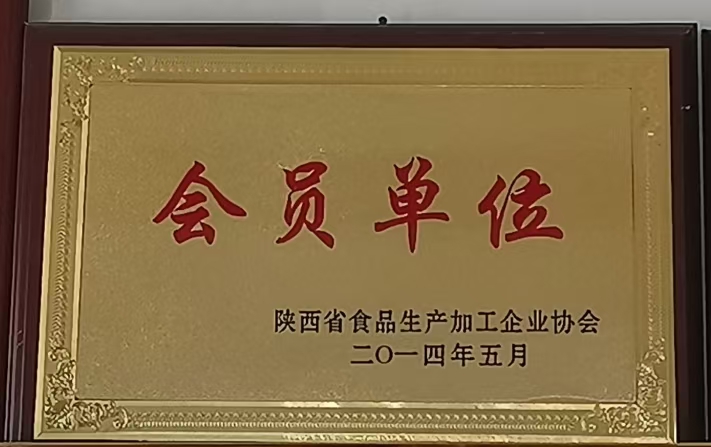 会员单位
陕西省食品生产加工企业协会
二〇一四年五月